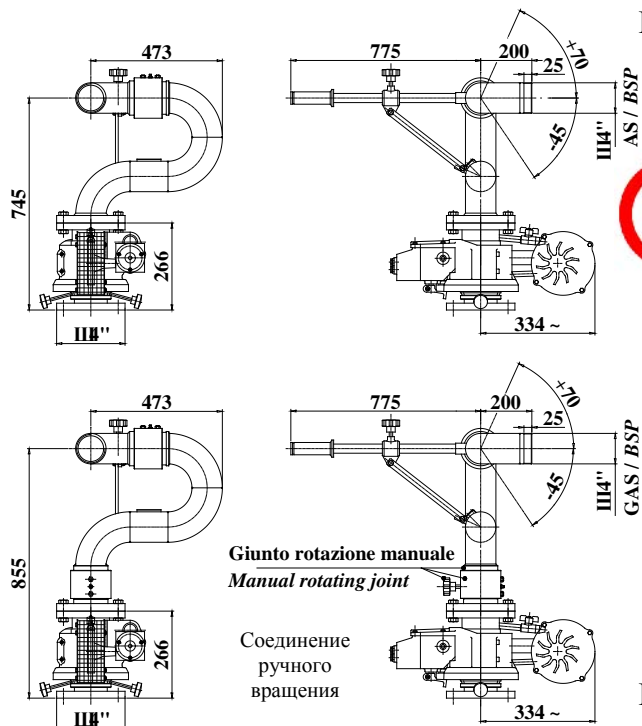 473
775
200
25
+70
-45
745
266
Ш4"
AS / BSP
Ш4"
334 ~
473
775
200
25
+70
-45
855
266
Ш4"
GAS / BSP
Giunto rotazione manuale
Manual rotating joint
Соединение
ручного
вращения
334 ~